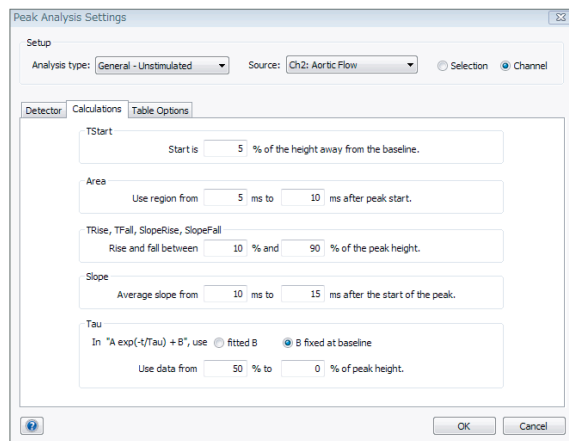 Peak Analysis Settings
Setup
Analysis type: General - Unstimulated Source: Ch2: Aortic Flow Selection Channel
Detector Calculations Table Options
TStart
Start is 5 % of the height away from the baseline.
Area
Use region from 5 ms to 10 ms after peak start.
TRise, TFall, SlopeRise, SlopeFall
Rise and fall between 10 % and 90 % of the peak height.
Slope
Average slope from 10 ms to 15 ms after the start of the peak.
Tau
In "A exp(-t/Tau) + B", use fitted B B fixed at baseline
Use data from 50 % to 0 % of peak height.
? OK Cancel